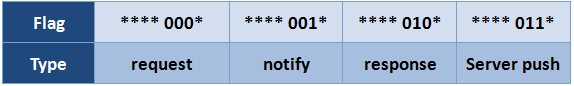 Flag **** 000* **** 001* **** 010* **** 011*
Type request notify response Server push